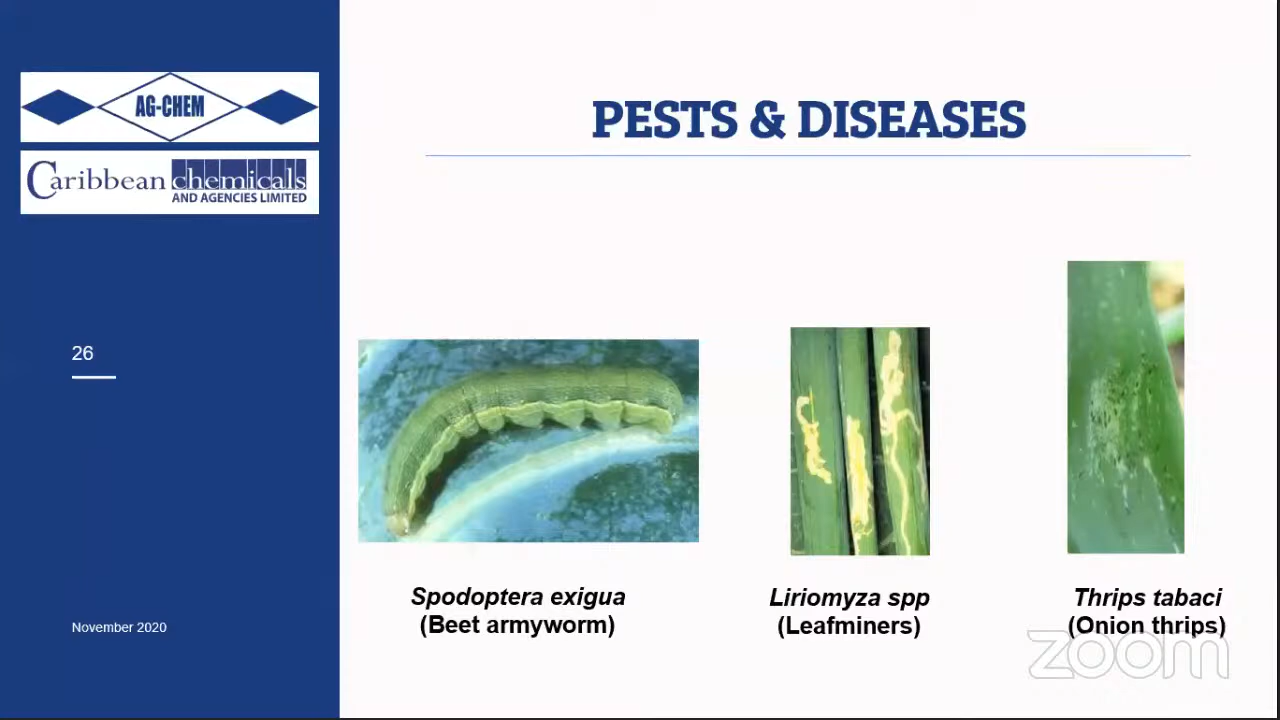 AG-CHEM
Caribbean chemicals
AND AGENCIES LIMITED
PESTS & DISEASES
26
Spodoptera exigua
(Beet armyworm)
Liriomyza spp
(Leafminers)
Thrips tabaci
(Onion thrips)
November 2020
zoom